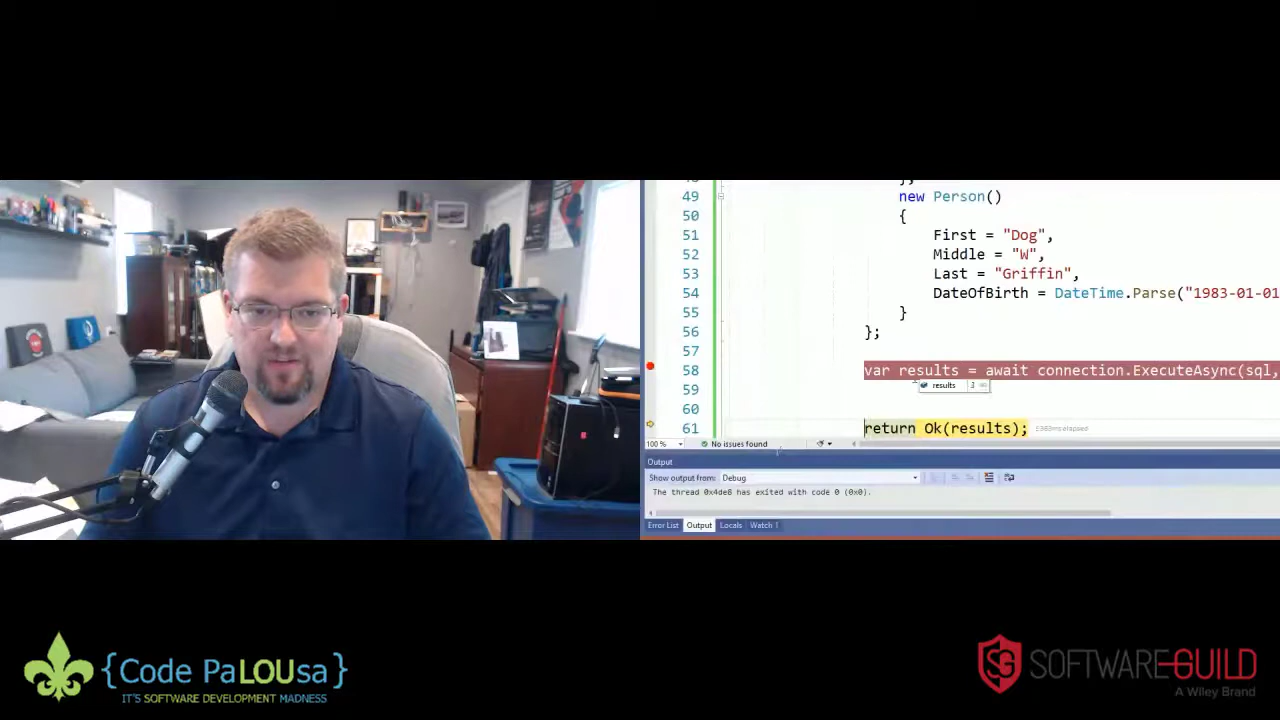 49 new Person()
50 {
51 First = "Dog",
52 Middle = "W",
53 Last = "Griffin",
54 DateOfBirth = DateTime.Parse("1983-01-01
55 }
56 };
57
58 var results = await connection.ExecuteAsync(sql,
results 3
59
60
61 return Ok(results);
100 % No issues found
Output
Show output from: Debug
The thread 0x4de8 has exited with code 0 (0x0).
Error List Output Locals Watch 1
{Code PaLOUsa}
IT'S SOFTWARE DEVELOPMENT MADNESS
SG SOFTWARE GUILD
A Wiley Brand